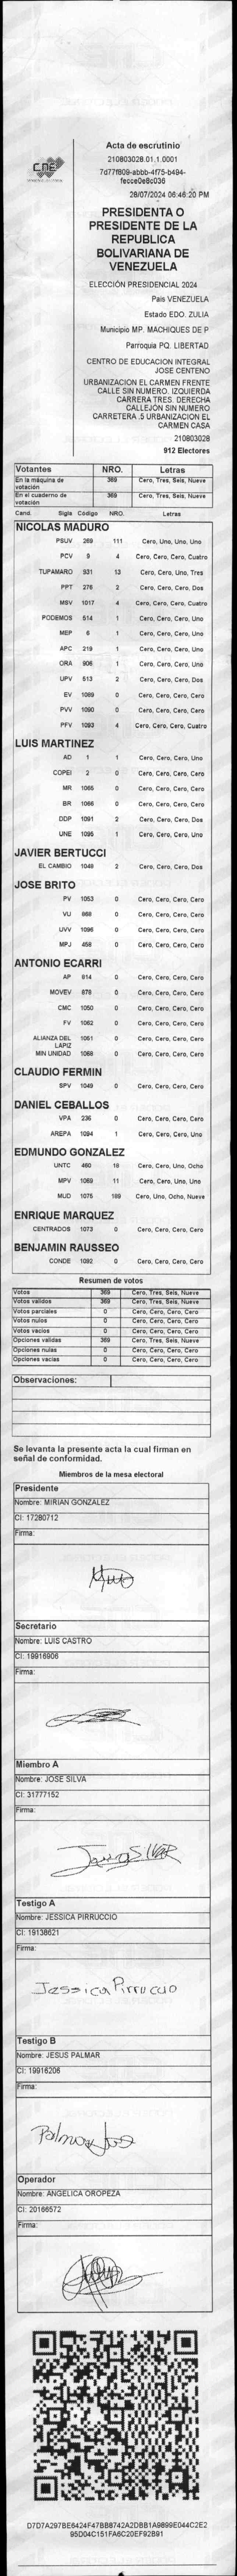 CNE
Acta de escrutinio
210803028.01.1.0001
7d77f809-abbb-4f75-b494-
fecce0e8c036
28/07/2024 06:46:20 PM
PRESIDENTA O
PRESIDENTE DE LA
REPUBLICA
BOLIVARIANA DE
VENEZUELA
ELECCIÓN PRESIDENCIAL 2024
Pais VENEZUELA
Estado EDO. ZULIA
Municipio MP. MACHIQUES DE P
Parroquia PQ. LIBERTAD
CENTRO DE EDUCACION INTEGRAL
JOSE CENTENO
URBANIZACION EL CARMEN FRENTE
CALLE SIN NUMERO. IZQUIERDA
CARRERA TRES. DERECHA
CALLEJON SIN NUMERO
CARRETERA .5 URBANIZACION EL
CARMEN CASA
210803028
912 Electores
Votantes NRO. Letras
En la máquina de votación 369 Cero, Tres, Seis, Nueve
En el cuaderno de votación 369 Cero, Tres, Seis, Nueve
Cand. Sigla Código NRO. Letras
NICOLAS MADURO
PSUV 269 111 Cero, Uno, Uno, Uno
PCV 9 4 Cero, Cero, Cero, Cuatro
TUPAMARO 931 13 Cero, Cero, Uno, Tres
PPT 276 2 Cero, Cero, Cero, Dos
MSV 1017 4 Cero, Cero, Cero, Cuatro
PODEMOS 514 1 Cero, Cero, Cero, Uno
MEP 6 1 Cero, Cero, Cero, Uno
APC 219 1 Cero, Cero, Cero, Uno
ORA 906 1 Cero, Cero, Cero, Uno
UPV 513 2 Cero, Cero, Cero, Dos
EV 1089 0 Cero, Cero, Cero, Cero
PVV 1090 0 Cero, Cero, Cero, Cero
PFV 1093 4 Cero, Cero, Cero, Cuatro
LUIS MARTINEZ
AD 1 1 Cero, Cero, Cero, Uno
COPEI 2 0 Cero, Cero, Cero, Cero
MR 1065 0 Cero, Cero, Cero, Cero
BR 1066 0 Cero, Cero, Cero, Cero
DDP 1091 2 Cero, Cero, Cero, Dos
UNE 1095 1 Cero, Cero, Cero, Uno
JAVIER BERTUCCI
EL CAMBIO 1048 2 Cero, Cero, Cero, Dos
JOSE BRITO
PV 1053 0 Cero, Cero, Cero, Cero
VU 868 0 Cero, Cero, Cero, Cero
UVV 1096 0 Cero, Cero, Cero, Cero
MPJ 458 0 Cero, Cero, Cero, Cero
ANTONIO ECARRI
AP 814 0 Cero, Cero, Cero, Cero
MOVEV 878 0 Cero, Cero, Cero, Cero
CMC 1050 0 Cero, Cero, Cero, Cero
FV 1062 0 Cero, Cero, Cero, Cero
ALIANZA DEL LAPIZ 1051 0 Cero, Cero, Cero, Cero
MIN UNIDAD 1068 0 Cero, Cero, Cero, Cero
CLAUDIO FERMIN
SPV 1049 0 Cero, Cero, Cero, Cero
DANIEL CEBALLOS
VPA 236 0 Cero, Cero, Cero, Cero
AREPA 1094 1 Cero, Cero, Cero, Uno
EDMUNDO GONZALEZ
UNTC 460 18 Cero, Cero, Uno, Ocho
MPV 1069 11 Cero, Cero, Uno, Uno
MUD 1075 189 Cero, Uno, Ocho, Nueve
ENRIQUE MARQUEZ
CENTRADOS 1073 0 Cero, Cero, Cero, Cero
BENJAMIN RAUSSEO
CONDE 1092 0 Cero, Cero, Cero, Cero
Resumen de votos
Votos 369 Cero, Tres, Seis, Nueve
Votos validos 369 Cero, Tres, Seis, Nueve
Votos parciales 0 Cero, Cero, Cero, Cero
Votos nulos 0 Cero, Cero, Cero, Cero
Votos vacios 0 Cero, Cero, Cero, Cero
Opciones validas 369 Cero, Tres, Seis, Nueve
Opciones nulas 0 Cero, Cero, Cero, Cero
Opciones vacias 0 Cero, Cero, Cero, Cero
Observaciones:
Se levanta la presente acta la cual firman en
señal de conformidad.
Miembros de la mesa electoral
Presidente
Nombre: MIRIAN GONZALEZ
CI: 17280712
Firma:
Secretario
Nombre: LUIS CASTRO
CI: 19916906
Firma:
Miembro A
Nombre: JOSE SILVA
CI: 31777152
Firma:
Testigo A
Nombre: JESSICA PIRRUCCIO
CI: 19138621
Firma:
Jessica Pirruccio
Testigo B
Nombre: JESUS PALMAR
CI: 19916206
Firma:
Operador
Nombre: ANGELICA OROPEZA
CI: 20166572
Firma:
D7D7A297BE6424F47BB8742A2DBB1A9899E044C2E2
95D04C151FA6C20EF92B91